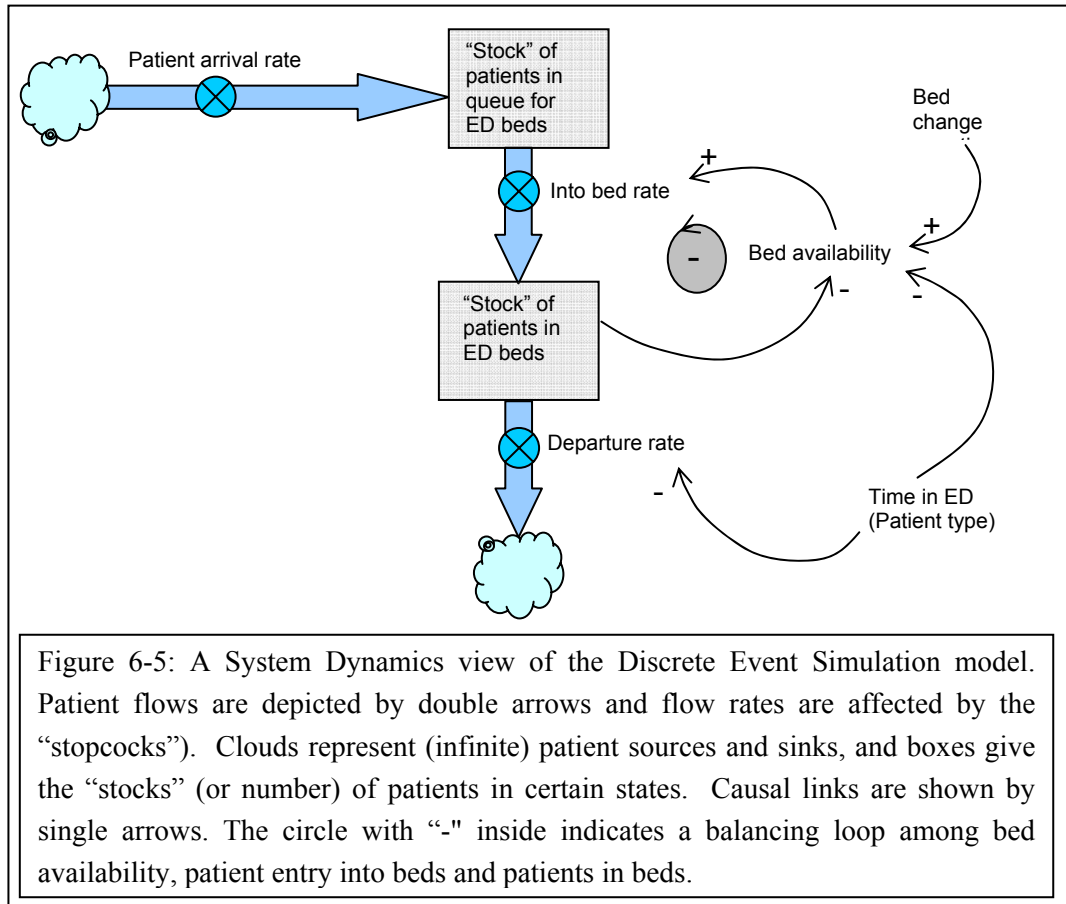 Patient arrival rate
“Stock” of
patients in
queue for
ED beds
Bed
change
+
Into bed rate
+
-
Bed availability
-
-
“Stock” of
patients in
ED beds
Departure rate
-
Time in ED
(Patient type)
Figure 6-5: A System Dynamics view of the Discrete Event Simulation model.
Patient flows are depicted by double arrows and flow rates are affected by the
“stopcocks”). Clouds represent (infinite) patient sources and sinks, and boxes give
the “stocks” (or number) of patients in certain states. Causal links are shown by
single arrows. The circle with “-" inside indicates a balancing loop among bed
availability, patient entry into beds and patients in beds.